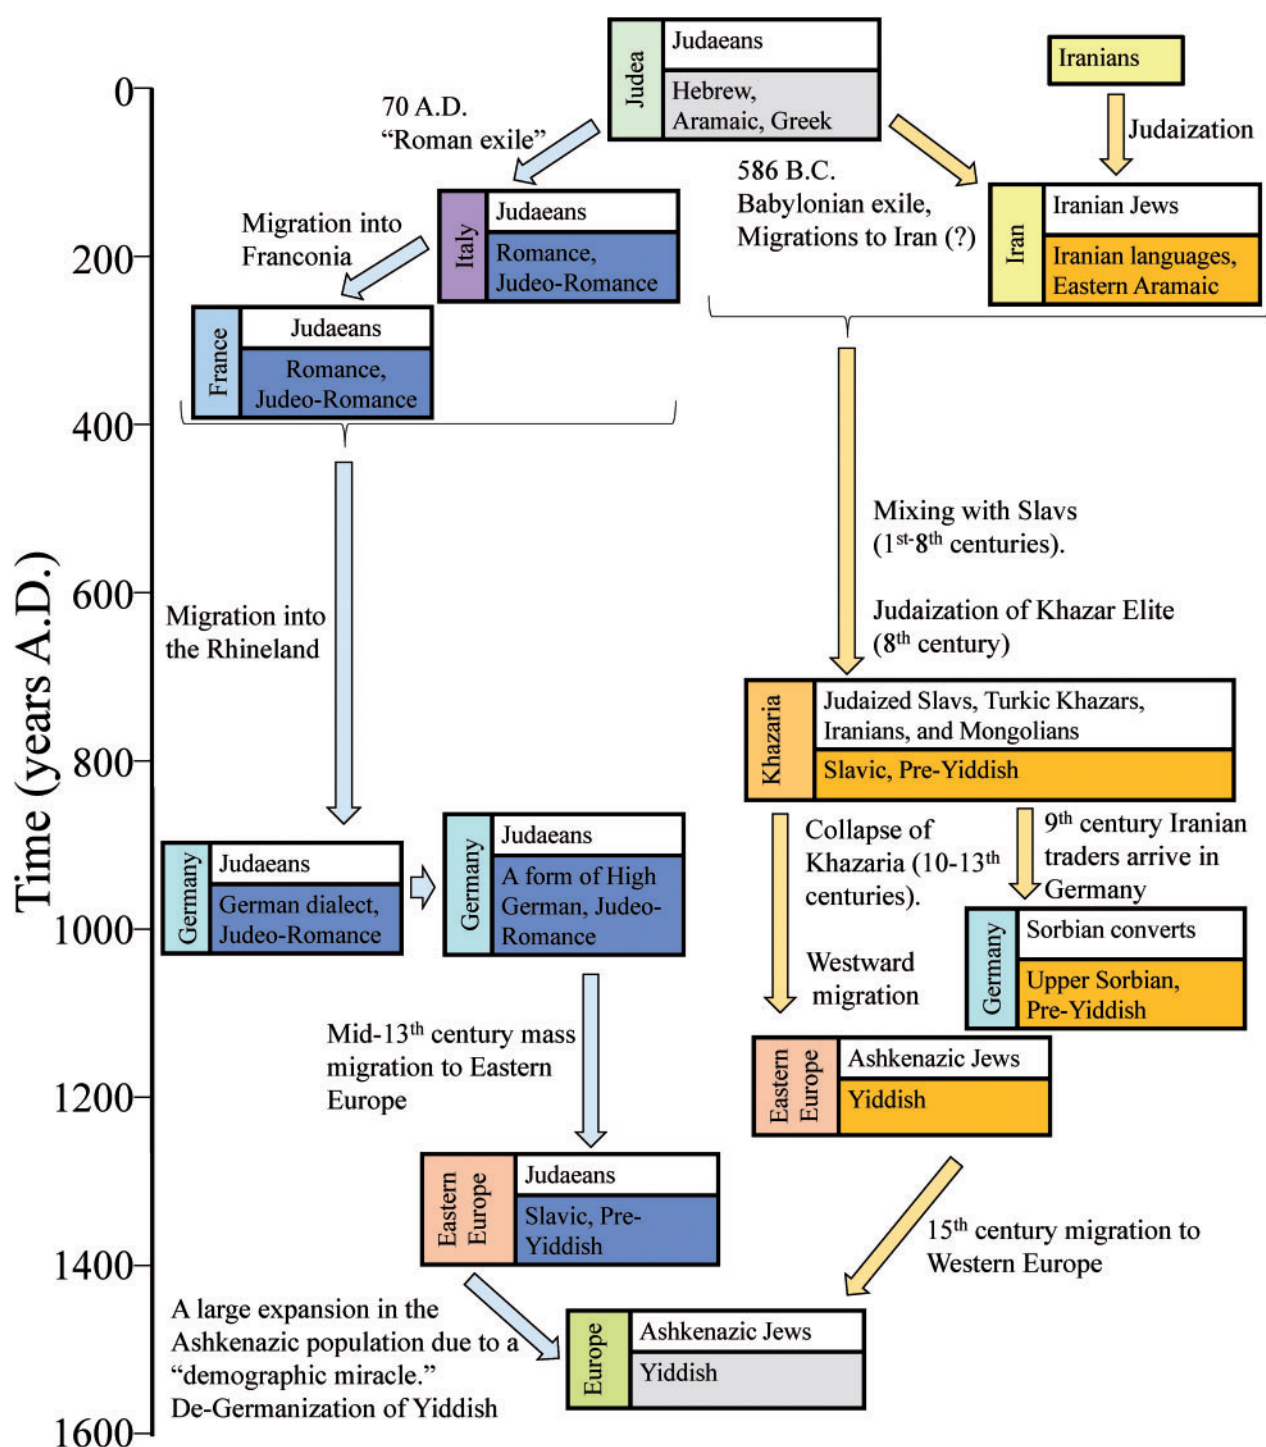 Time (years A.D.)
0
200
400
600
800
1000
1200
1400
1600
Judea
Judaeans
Hebrew,
Aramaic, Greek
Iranians
Judaization
70 A.D.
“Roman exile”
586 B.C.
Babylonian exile,
Migrations to Iran (?)
Italy
Judaeans
Romance,
Judeo-Romance
Iran
Iranian Jews
Iranian languages,
Eastern Aramaic
Migration into
Franconia
France
Judaeans
Romance,
Judeo-Romance
Mixing with Slavs
(1st-8th centuries).
Judaization of Khazar Elite
(8th century)
Migration into
the Rhineland
Khazaria
Judaized Slavs, Turkic Khazars,
Iranians, and Mongolians
Slavic, Pre-Yiddish
Germany
Judaeans
German dialect,
Judeo-Romance
Germany
Judaeans
A form of High
German, Judeo-
Romance
Collapse of
Khazaria (10-13th
centuries).
Westward
migration
9th century Iranian
traders arrive in
Germany
Germany
Sorbian converts
Upper Sorbian,
Pre-Yiddish
Mid-13th century mass
migration to Eastern
Europe
Eastern
Europe
Ashkenazic Jews
Yiddish
Eastern
Europe
Judaeans
Slavic, Pre-
Yiddish
15th century migration to
Western Europe
A large expansion in the
Ashkenazic population due to a
“demographic miracle.”
De-Germanization of Yiddish
Europe
Ashkenazic Jews
Yiddish